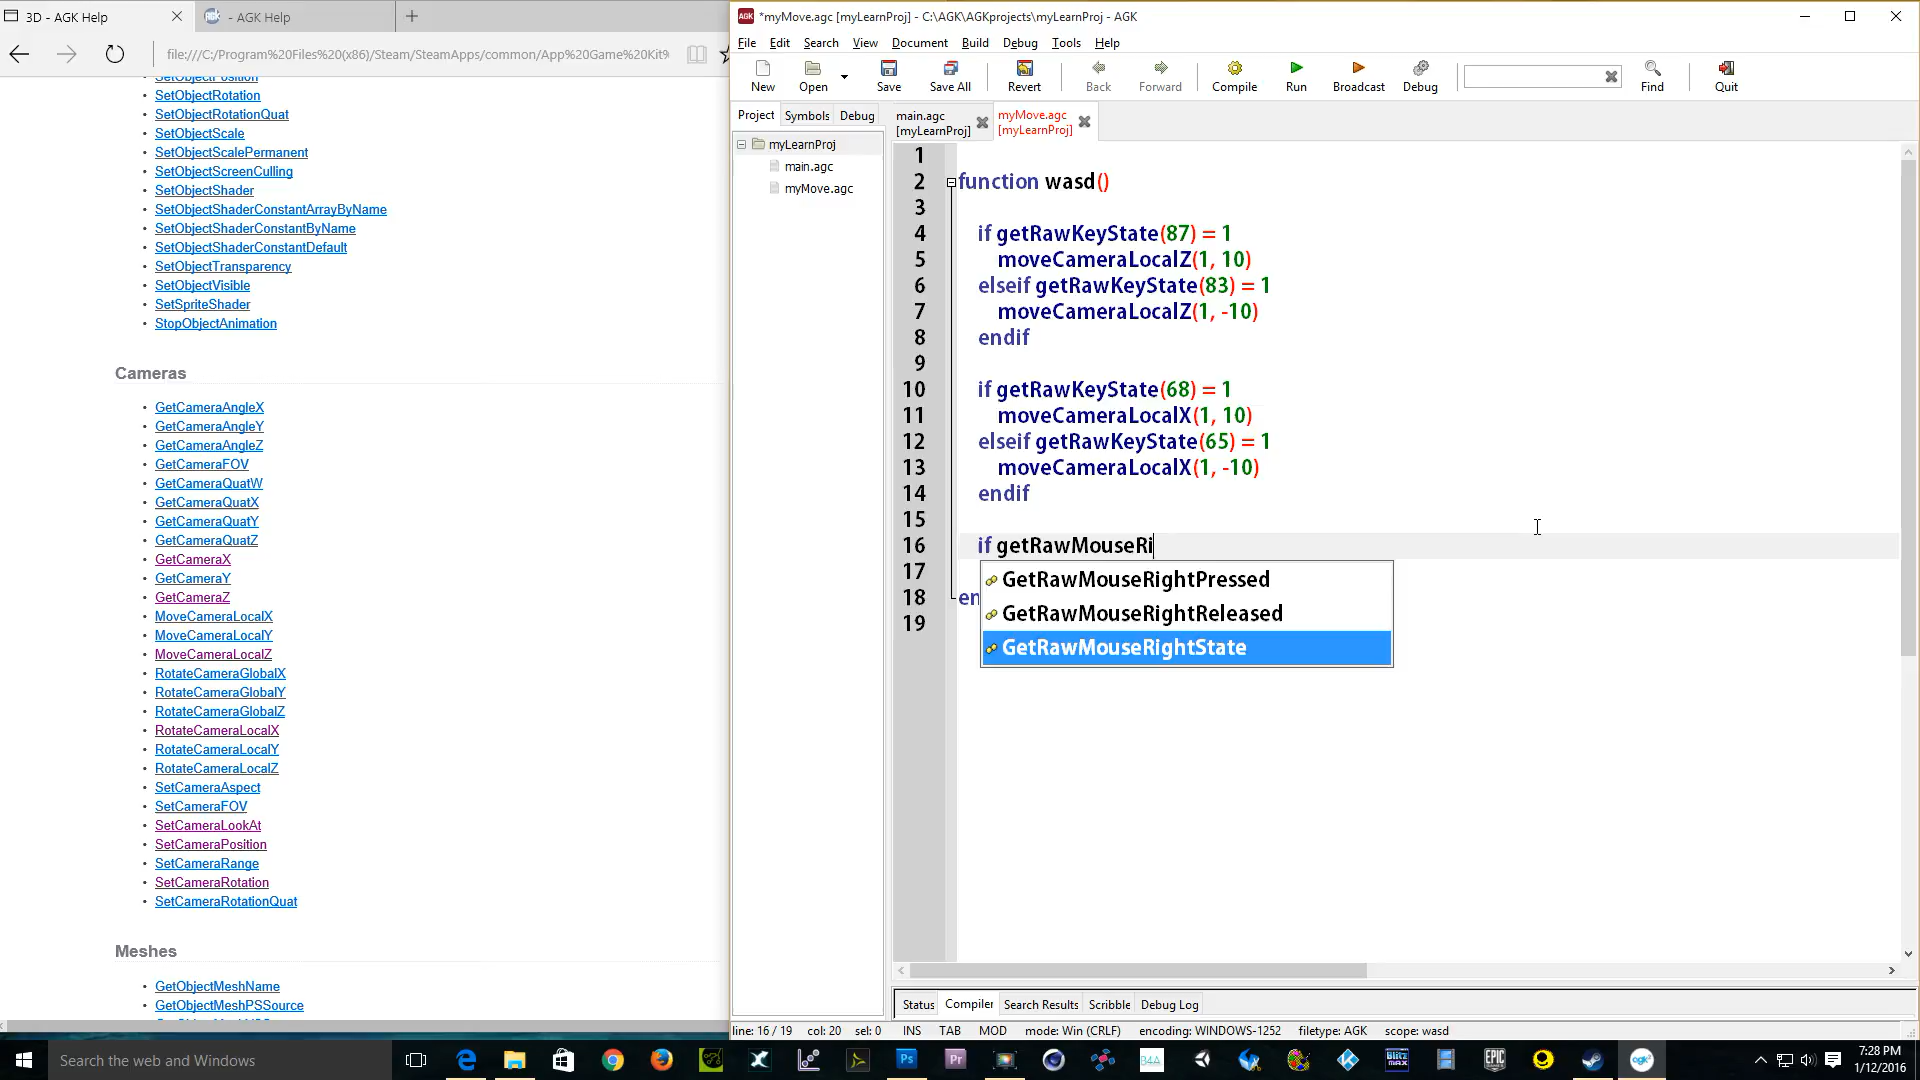 3D - AGK Help
- AGK Help
file:///C:/Program%20Files%20(x86)/Steam/SteamApps/common/App%20Game%20Kit%
SetObjectPosition
SetObjectRotation
SetObjectRotationQuat
SetObjectScale
SetObjectScalePermanent
SetObjectScreenCulling
SetObjectShader
SetObjectShaderConstantArrayByName
SetObjectShaderConstantByName
SetObjectShaderConstantDefault
SetObjectTransparency
SetObjectVisible
SetSpriteShader
StopObjectAnimation
Cameras
GetCameraAngleX
GetCameraAngleY
GetCameraAngleZ
GetCameraFOV
GetCameraQuatW
GetCameraQuatX
GetCameraQuatY
GetCameraQuatZ
GetCameraX
GetCameraY
GetCameraZ
MoveCameraLocalX
MoveCameraLocalY
MoveCameraLocalZ
RotateCameraGlobalX
RotateCameraGlobalY
RotateCameraGlobalZ
RotateCameraLocalX
RotateCameraLocalY
RotateCameraLocalZ
SetCameraAspect
SetCameraFOV
SetCameraLookAt
SetCameraPosition
SetCameraRange
SetCameraRotation
SetCameraRotationQuat
Meshes
GetObjectMeshName
GetObjectMeshPSSource
AGK *myMove.agc [myLearnProj] - C:\AGK\AGKprojects\myLearnProj - AGK
File Edit Search View Document Build Debug Tools Help
New Open Save Save All Revert Back Forward Compile Run Broadcast Debug Find Quit
Project Symbols Debug
myLearnProj
main.agc
myMove.agc
main.agc
[myLearnProj]
myMove.agc
[myLearnProj]
1
2 function wasd()
3
4 if getRawKeyState(87) = 1
5 moveCameraLocalZ(1, 10)
6 elseif getRawKeyState(83) = 1
7 moveCameraLocalZ(1, -10)
8 endif
9
10 if getRawKeyState(68) = 1
11 moveCameraLocalX(1, 10)
12 elseif getRawKeyState(65) = 1
13 moveCameraLocalX(1, -10)
14 endif
15
16 if getRawMouseRi
17
18 en
19
GetRawMouseRightPressed
GetRawMouseRightReleased
GetRawMouseRightState
Status Compiler Search Results Scribble Debug Log
line: 16 / 19 col: 20 sel: 0 INS TAB MOD mode: Win (CRLF) encoding: WINDOWS-1252 filetype: AGK scope: wasd
Search the web and Windows
Ps Pr B4A BLITZ MAX EPIC GAMES agk
7:28 PM
1/12/2016